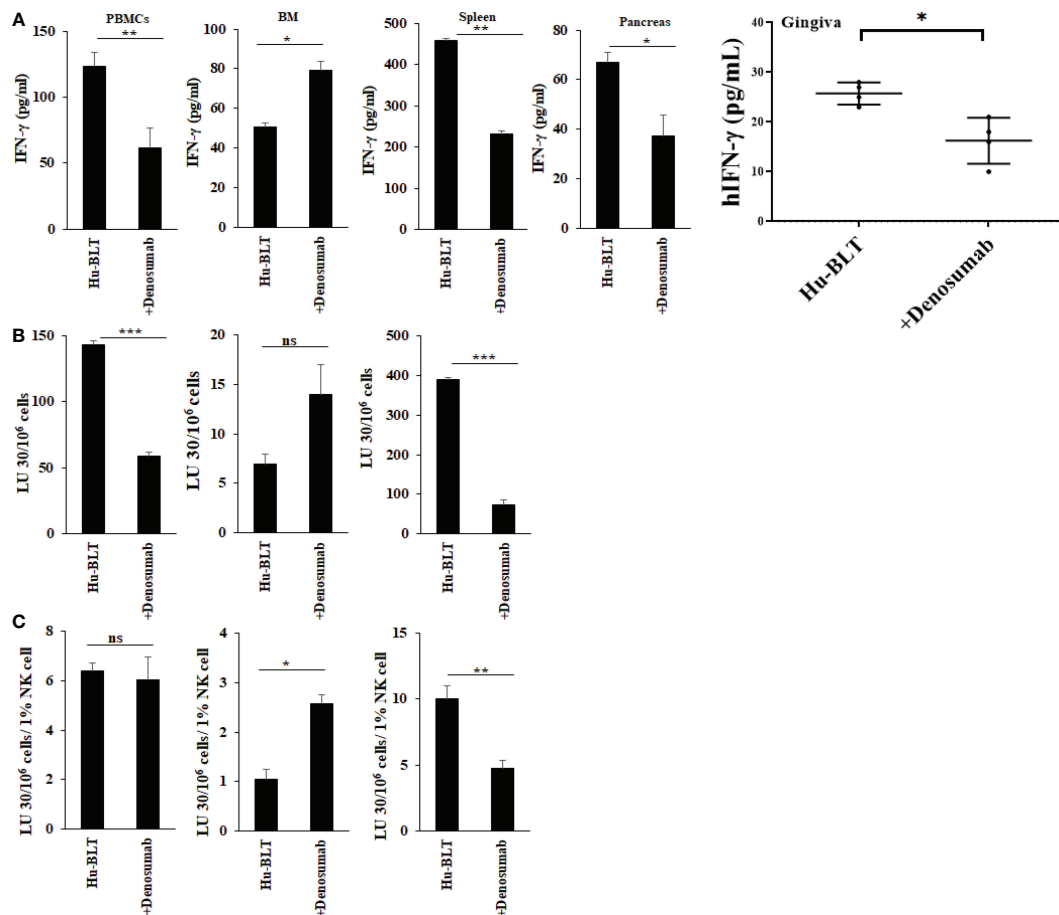 A
PBMCs
**
IFN-γ (pg/ml)
150
100
50
0
Hu-BLT
+Denosumab
BM
*
IFN-γ (pg/ml)
100
80
60
40
20
0
Hu-BLT
+Denosumab
Spleen
**
IFN-γ (pg/ml)
500
400
300
200
100
0
Hu-BLT
+Denosumab
Pancreas
*
IFN-γ (pg/ml)
80
60
40
20
0
Hu-BLT
+Denosumab
Gingiva
*
hIFN-γ (pg/mL)
40
30
20
10
0
Hu-BLT
+Denosumab
B
***
LU 30/10⁶ cells
150
100
50
0
Hu-BLT
+Denosumab
ns
LU 30/10⁶ cells
20
15
10
5
0
Hu-BLT
+Denosumab
***
LU 30/10⁶ cells
500
400
300
200
100
0
Hu-BLT
+Denosumab
C
ns
LU 30/10⁶ cells/ 1% NK cell
8
6
4
2
0
Hu-BLT
+Denosumab
*
LU 30/10⁶ cells/ 1% NK cell
4
3
2
1
0
Hu-BLT
+Denosumab
**
LU 30/10⁶ cells/ 1% NK cell
15
10
5
0
Hu-BLT
+Denosumab